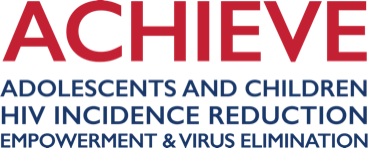 ACHIEVE
ADOLESCENTS AND CHILDREN
HIV INCIDENCE REDUCTION
EMPOWERMENT & VIRUS ELIMINATION